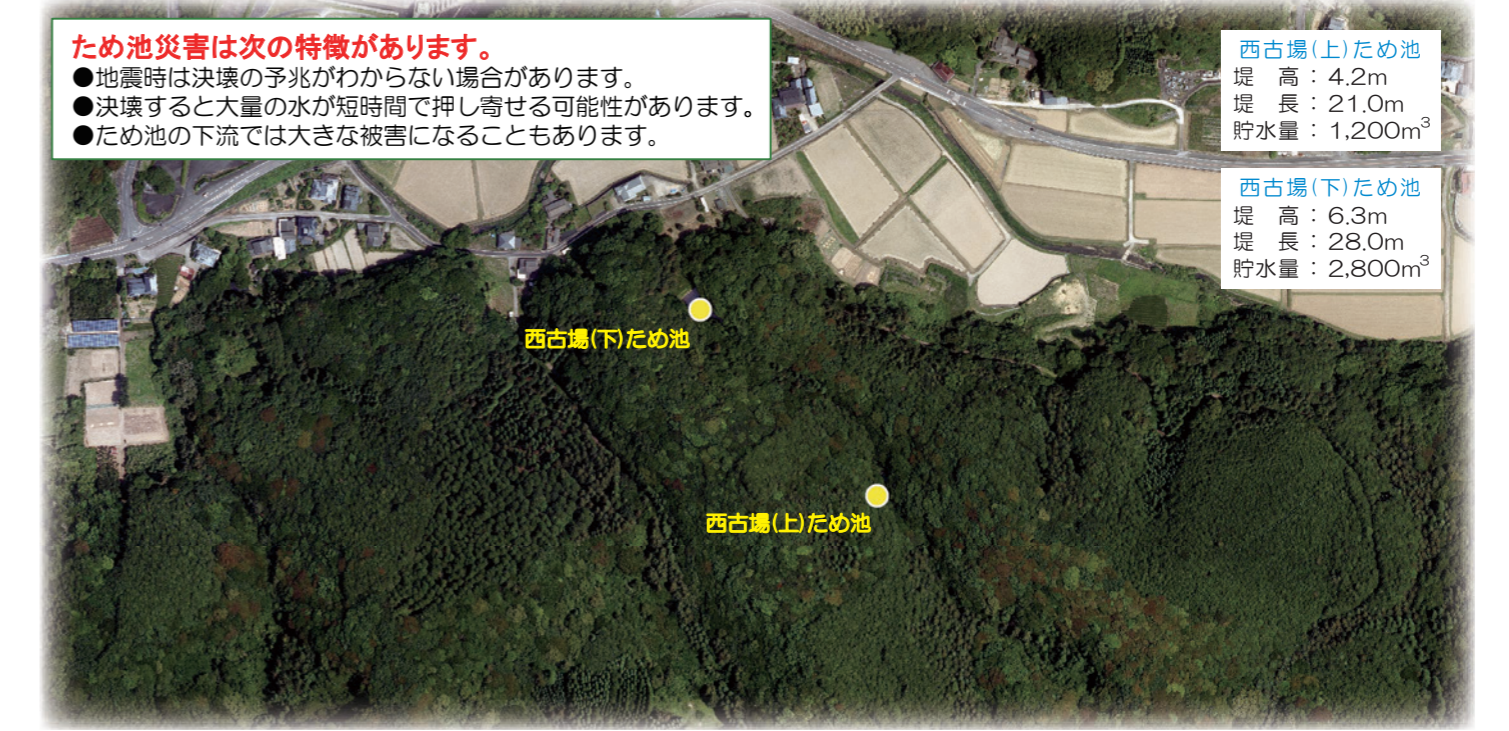 ため池災害は次の特徴があります。
●地震時は決壊の予兆がわからない場合があります。
●決壊すると大量の水が短時間で押し寄せる可能性があります。
●ため池の下流では大きな被害になることもあります。
西古場(上)ため池
堤　高：4.2m
堤　長：21.0m
貯水量：1,200m³
西古場(下)ため池
堤　高：6.3m
堤　長：28.0m
貯水量：2,800m³
西古場(下)ため池
西古場(上)ため池